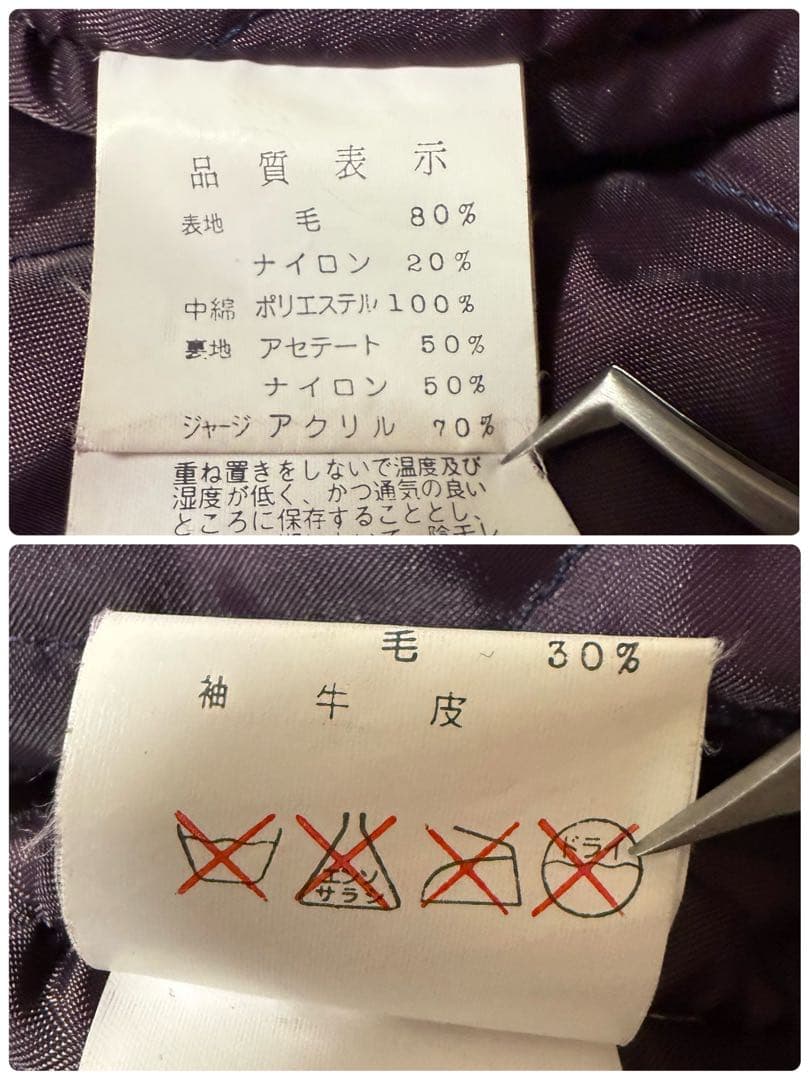 品質表示
表地 毛 80%
ナイロン 20%
中綿 ポリエステル 100%
裏地 アセテート 50%
ナイロン 50%
ジャージ アクリル 70%
重ね置きをしないで温度及び
湿度が低く、かつ通気の良い
ところに保存することとし、
陰干し
毛 30%
袖 牛皮
エンソ
サラシ
ドライ